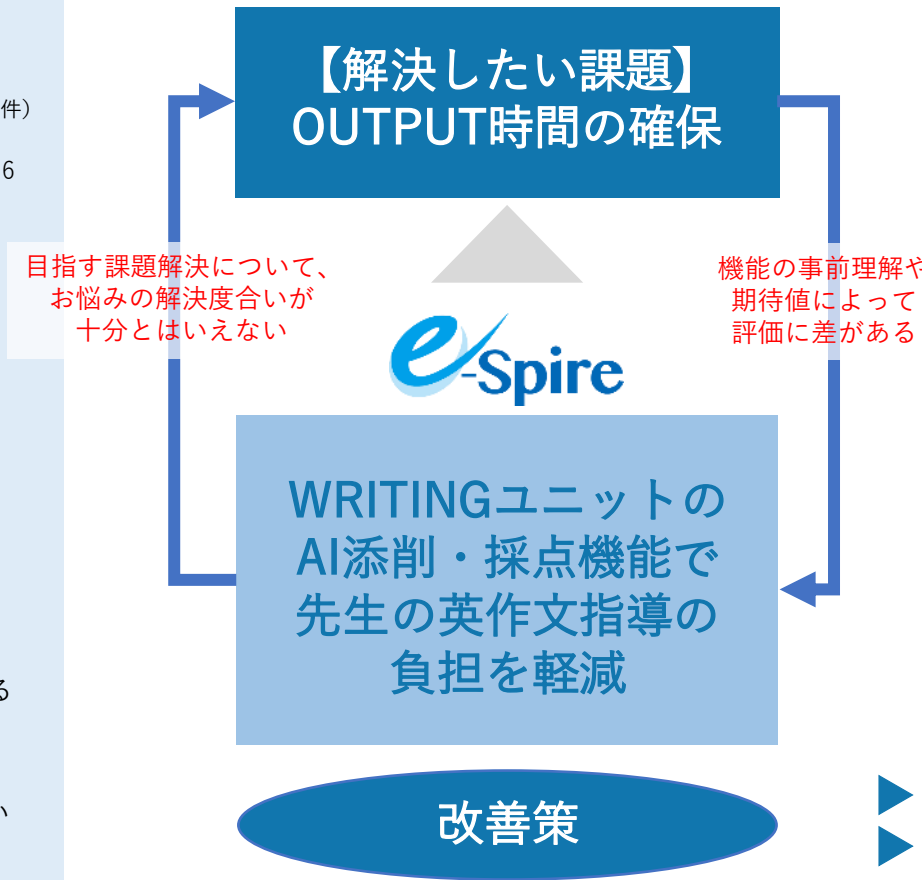 【解決したい課題】
OUTPUT時間の確保
件)
6
目指す課題解決について、
お悩みの解決度合いが
十分とはいえない
機能の事前理解や
期待値によって
評価に差がある
e-Spire
WRITINGユニットの
AI添削・採点機能で
先生の英作文指導の
負担を軽減
る
い
改善策